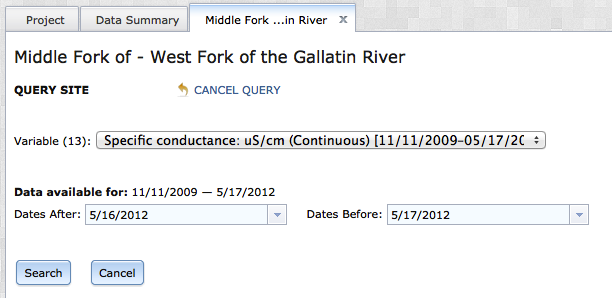 Project Data Summary Middle Fork ...in River x
Middle Fork of - West Fork of the Gallatin River
QUERY SITE CANCEL QUERY
Variable (13): Specific conductance: uS/cm (Continuous) [11/11/2009-05/17/20
Data available for: 11/11/2009 — 5/17/2012
Dates After: 5/16/2012 Dates Before: 5/17/2012
Search Cancel